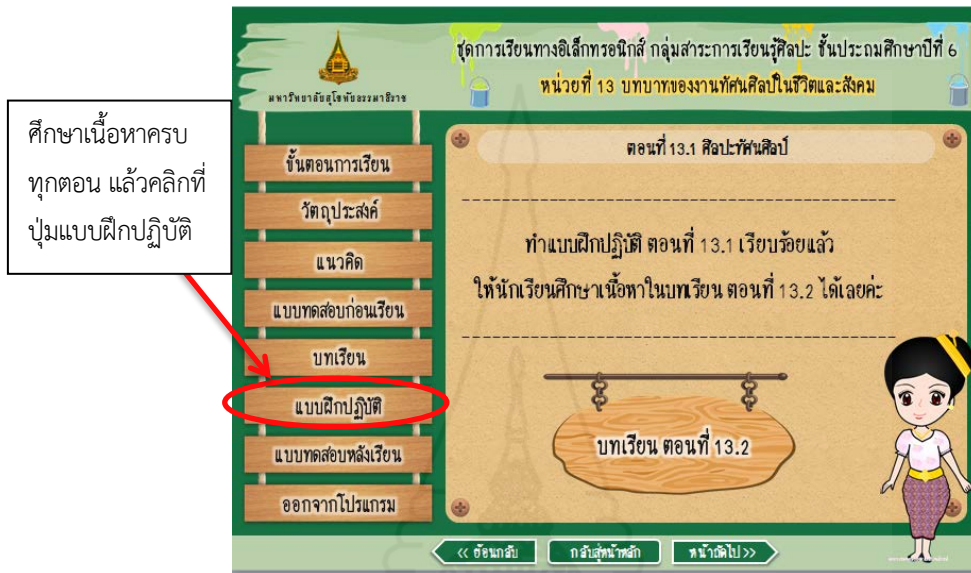 ศึกษาเนื้อหาครบ
ทุกตอน แล้วคลิกที่
ปุ่มแบบฝึกปฏิบัติ
มหาวิทยาลัยสุโขทัยธรรมาธิราช
ชุดการเรียนทางอิเล็กทรอนิกส์ กลุ่มสาระการเรียนรู้ศิลปะ ชั้นประถมศึกษาปีที่ 6
หน่วยที่ 13 บทบาทของงานทัศนศิลป์ในชีวิตและสังคม
ขั้นตอนการเรียน
วัตถุประสงค์
แนวคิด
แบบทดสอบก่อนเรียน
บทเรียน
แบบฝึกปฏิบัติ
แบบทดสอบหลังเรียน
ออกจากโปรแกรม
ตอนที่ 13.1 ศิลปะทัศนศิลป์
ทำแบบฝึกปฏิบัติ ตอนที่ 13.1 เรียบร้อยแล้ว
ให้นักเรียนศึกษาเนื้อหาในบทเรียน ตอนที่ 13.2 ได้เลยค่ะ
บทเรียน ตอนที่ 13.2
<< ย้อนกลับ
กลับสู่หน้าหลัก
หน้าถัดไป >>